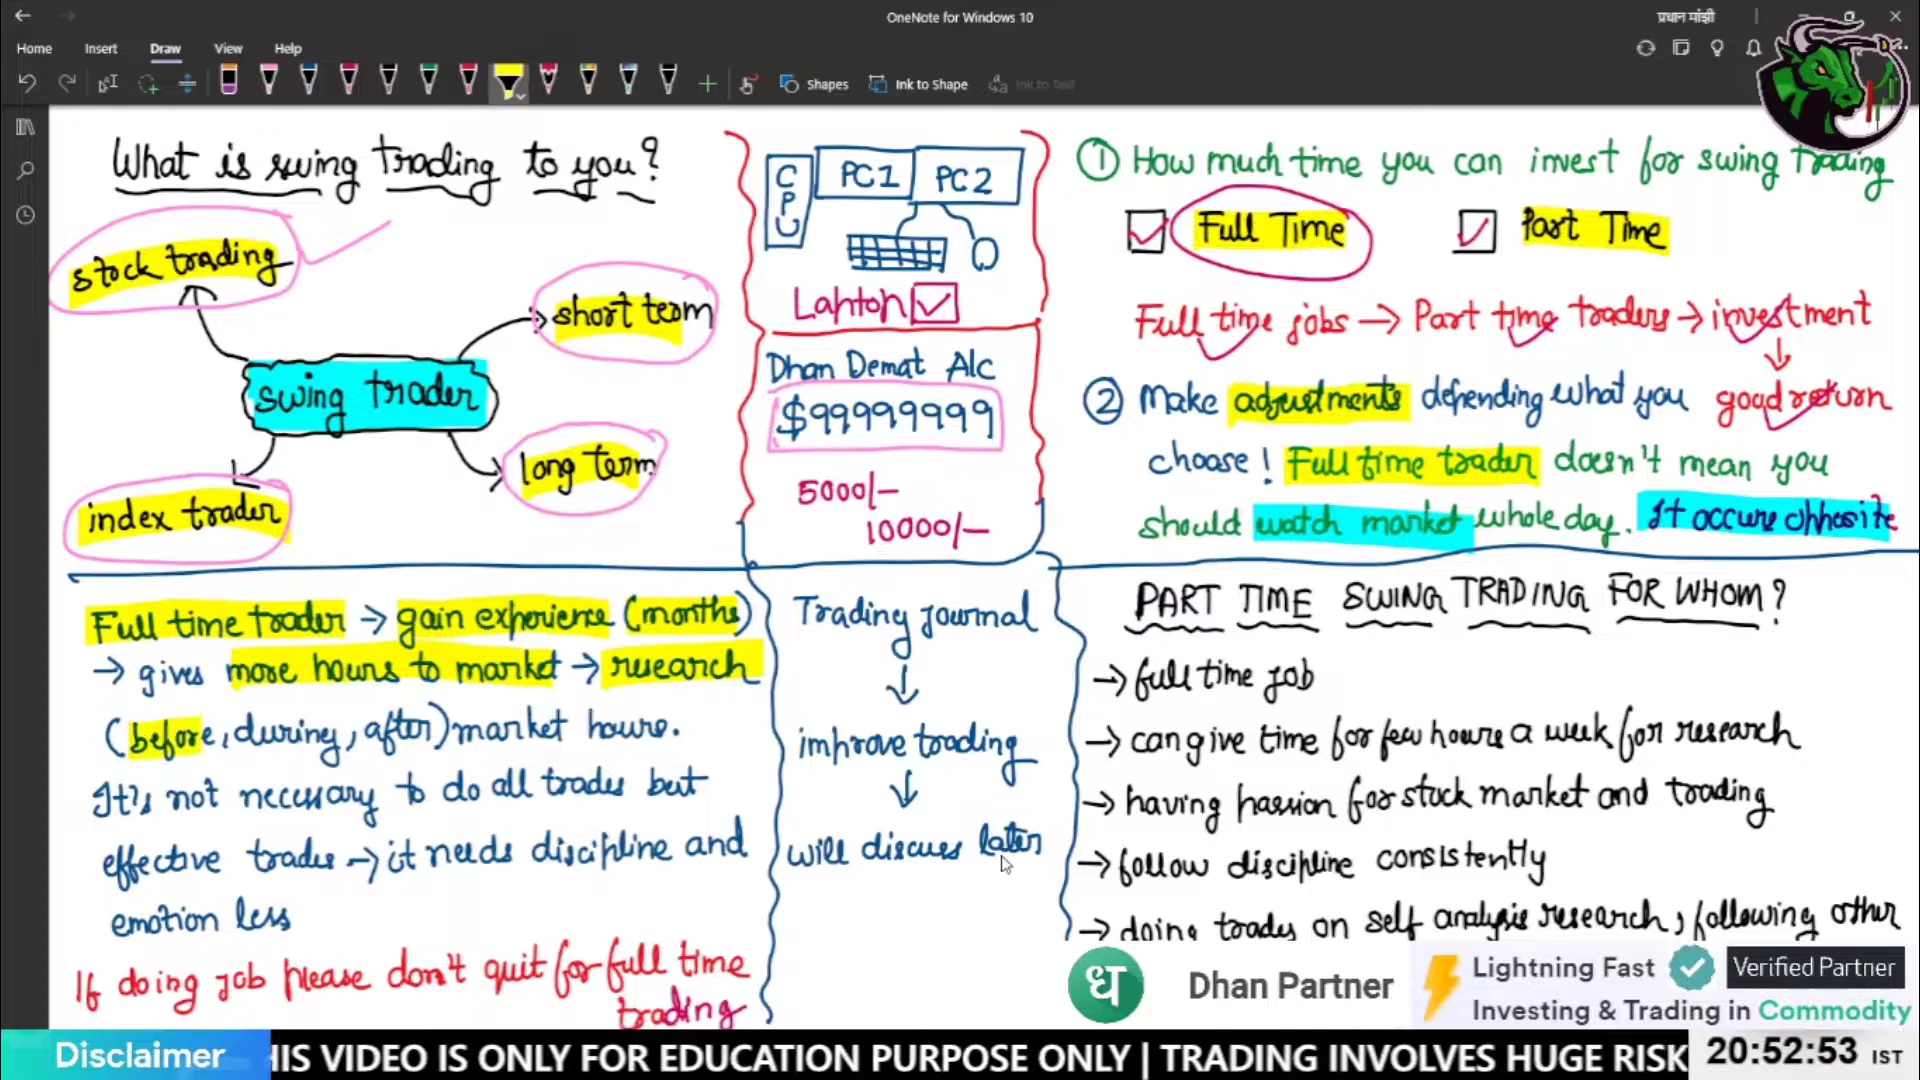 OneNote for Windows 10
प्रधान मांझी
Home Insert Draw View Help
Shapes Ink to Shape Ink to Text
What is swing trading to you?
stock trading
short term
swing trader
long term
index trader
CPU
PC1 PC2
Laptop
Dhan Demat A/c
$99999999
5000/-
10000/-
① How much time you can invest for swing trading
Full Time Part Time
Full time jobs → Part time traders → investment
↓
② Make adjustments depending what you good return
choose! Full time trader doesn't mean you
should watch market whole day. It occurs opposite
Full time trader → gain experience (months)
→ gives more hours to market → research
(before, during, after) market hours.
It's not necessary to do all trades but
effective trades → it needs discipline and
emotion less
If doing job please don't quit for full time
trading
Trading journal
↓
improve trading
↓
will discuss later
PART TIME SWING TRADING FOR WHOM?
→ full time job
→ can give time for few hours a week for research
→ having passion for stock market and trading
→ follow discipline consistently
→ doing trades on self analysis research, following other
ध Dhan Partner
Lightning Fast
Verified Partner
Investing & Trading in Commodity
Disclaimer
HIS VIDEO IS ONLY FOR EDUCATION PURPOSE ONLY | TRADING INVOLVES HUGE RISK
20:52:53 IST